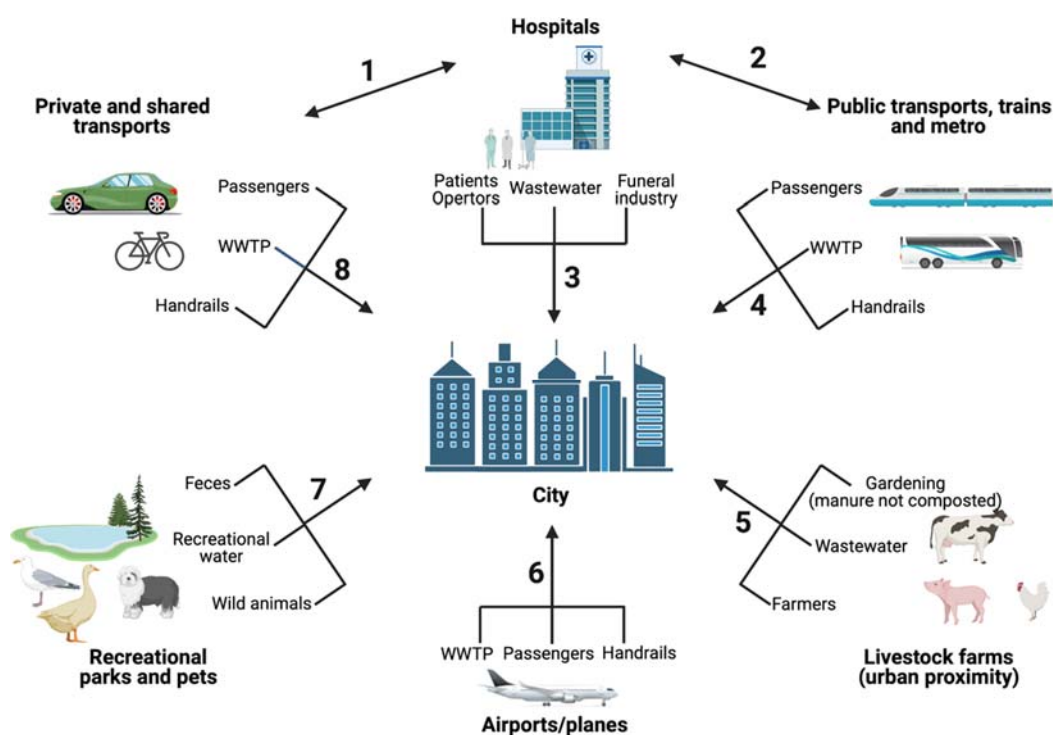 Hospitals
1
2
Private and shared
transports
Public transports, trains
and metro
Passengers
WWTP
Handrails
8
Patients
Opertors
Wastewater
Funeral
industry
3
Passengers
WWTP
Handrails
4
City
Feces
Recreational
water
Wild animals
7
Recreational
parks and pets
6
WWTP
Passengers
Handrails
Airports/planes
5
Gardening
(manure not composted)
Wastewater
Farmers
Livestock farms
(urban proximity)